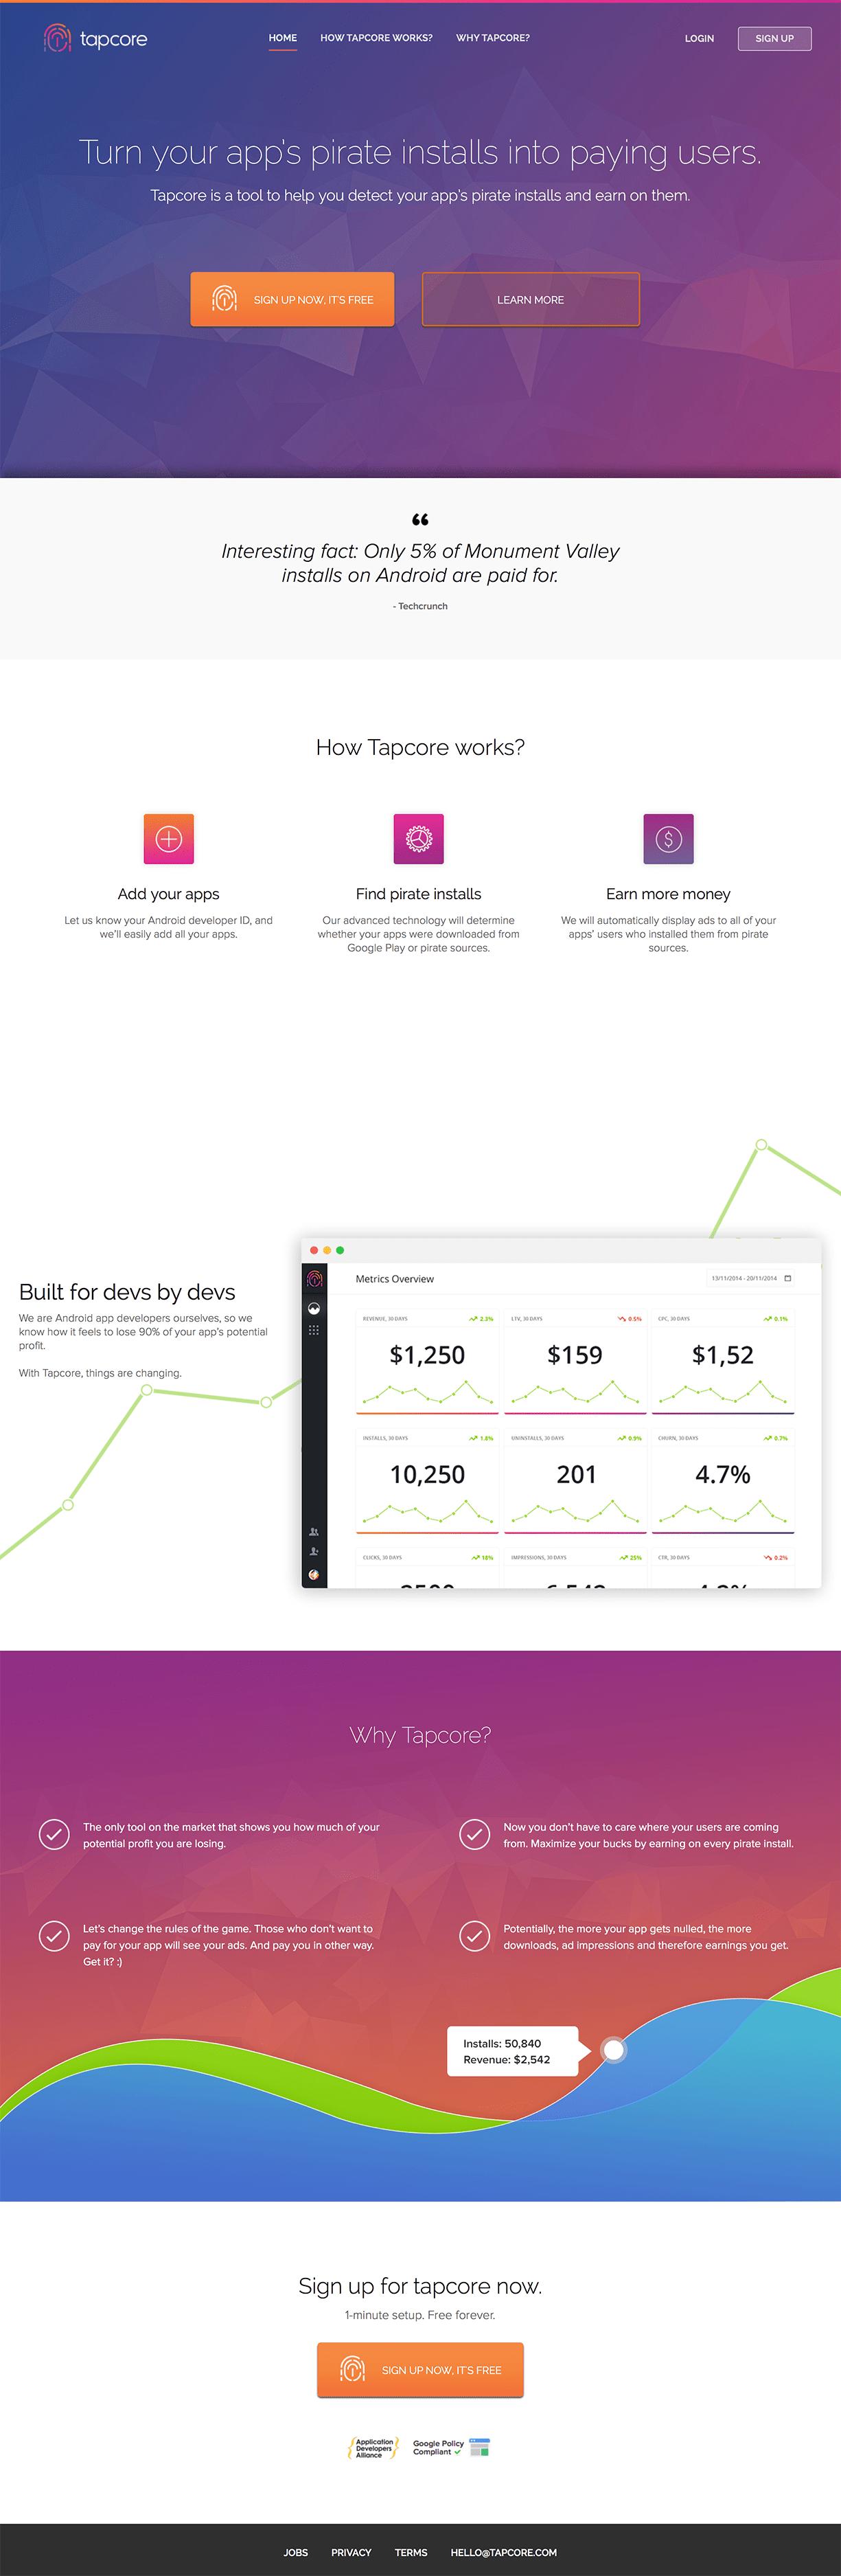 tapcore
HOME
HOW TAPCORE WORKS?
WHY TAPCORE?
LOGIN
SIGN UP
Turn your app's pirate installs into paying users.
Tapcore is a tool to help you detect your app's pirate installs and earn on them.
SIGN UP NOW, IT'S FREE
LEARN MORE
“
Interesting fact: Only 5% of Monument Valley
installs on Android are paid for.
- Techcrunch
How Tapcore works?
Add your apps
Let us know your Android developer ID, and
we'll easily add all your apps.
Find pirate installs
Our advanced technology will determine
whether your apps were downloaded from
Google Play or pirate sources.
Earn more money
We will automatically display ads to all of your
apps' users who installed them from pirate
sources.
Built for devs by devs
We are Android app developers ourselves, so we
know how it feels to lose 90% of your app's potential
profit.
With Tapcore, things are changing.
Metrics Overview
13/11/2014 - 20/11/2014
REVENUE, 30 DAYS
2.3%
$1,250
LTV, 30 DAYS
0.5%
$159
CPC, 30 DAYS
0.1%
$1,52
INSTALLS, 30 DAYS
1.8%
10,250
UNINSTALLS, 30 DAYS
0.9%
201
CHURN, 30 DAYS
0.7%
4.7%
CLICKS, 30 DAYS
18%
IMPRESSIONS, 30 DAYS
25%
CTR, 30 DAYS
0.2%
Why Tapcore?
The only tool on the market that shows you how much of your
potential profit you are losing.
Now you don't have to care where your users are coming
from. Maximize your bucks by earning on every pirate install.
Let's change the rules of the game. Those who don't want to
pay for your app will see your ads. And pay you in other way.
Get it? :)
Potentially, the more your app gets nulled, the more
downloads, ad impressions and therefore earnings you get.
Installs: 50,840
Revenue: $2,542
Sign up for tapcore now.
1-minute setup. Free forever.
SIGN UP NOW, IT'S FREE
Application
Developers
Alliance
Google Policy
Compliant
JOBS
PRIVACY
TERMS
HELLO@TAPCORE.COM